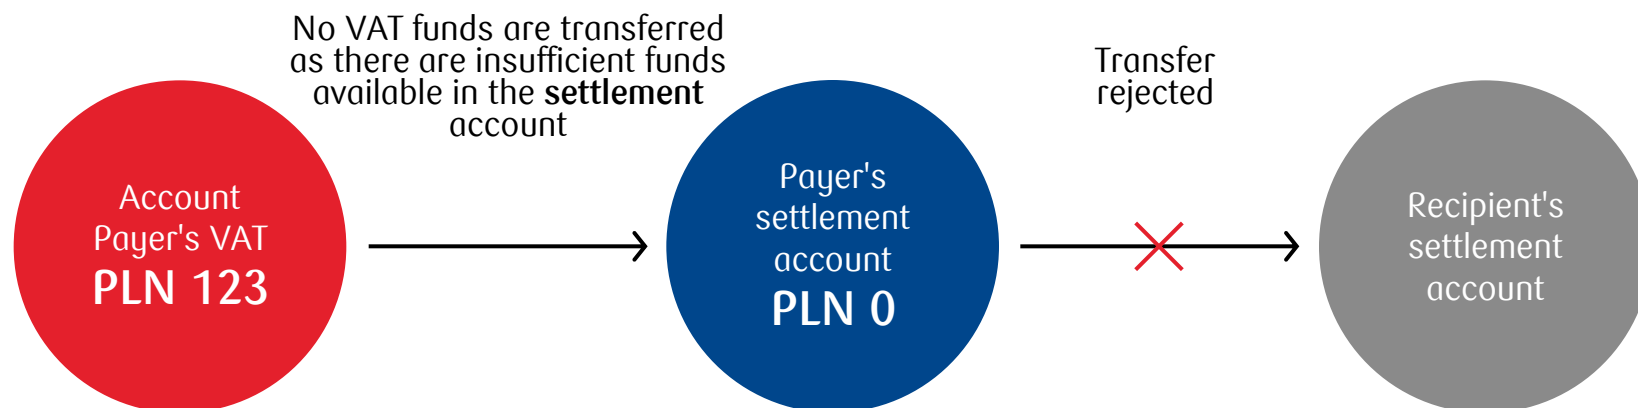 No VAT funds are transferred
as there are insufficient funds
available in the settlement
account
Transfer
rejected
Account
Payer's VAT
PLN 123
Payer's
settlement
account
PLN 0
Recipient's
settlement
account